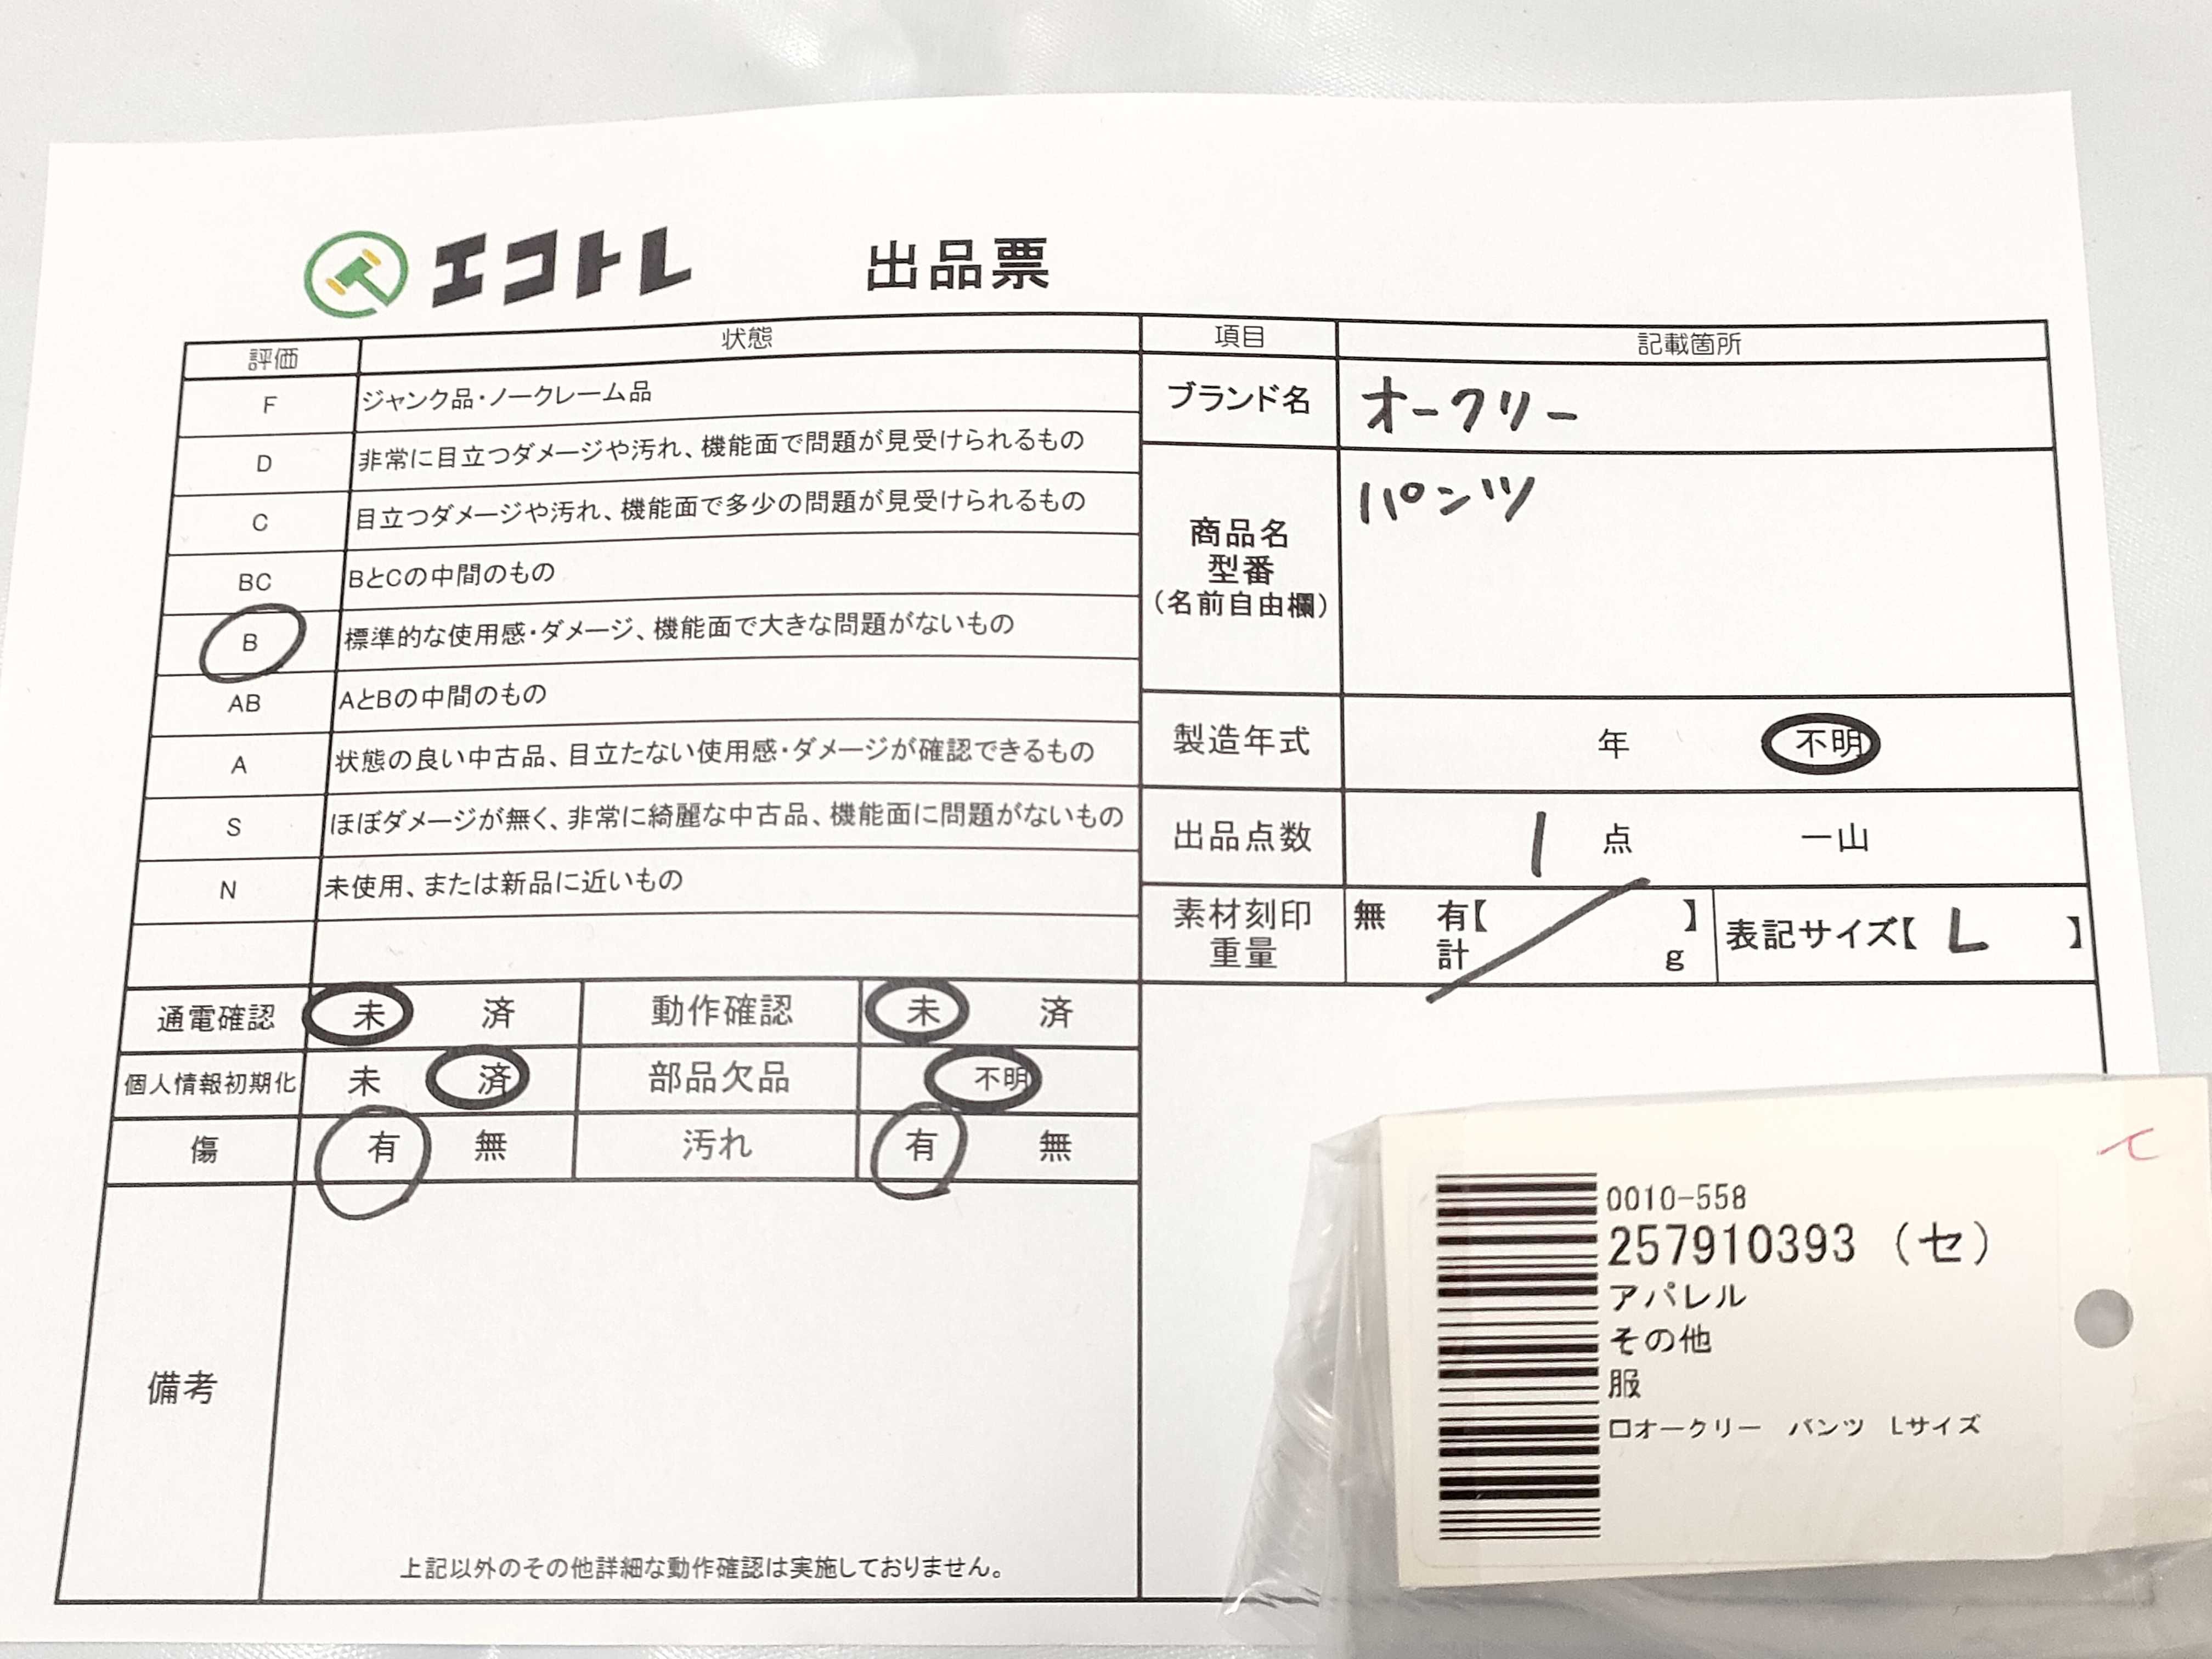 エコトレ 出品票
評価 状態
F ジャンク品・ノークレーム品
D 非常に目立つダメージや汚れ、機能面で問題が見受けられるもの
C 目立つダメージや汚れ、機能面で多少の問題が見受けられるもの
BC BとCの中間のもの
B 標準的な使用感・ダメージ、機能面で大きな問題がないもの
AB AとBの中間のもの
A 状態の良い中古品、目立たない使用感・ダメージが確認できるもの
S ほぼダメージが無く、非常に綺麗な中古品、機能面に問題がないもの
N 未使用、または新品に近いもの
通電確認 未 済 動作確認 未 済
個人情報初期化 未 済 部品欠品 不明
傷 有 無 汚れ 有 無
備考
上記以外のその他詳細な動作確認は実施しておりません。
項目 記載箇所
ブランド名 オークリー
商品名
型番
(名前自由欄)
パンツ
製造年式 年 不明
出品点数 1 点 一山
素材刻印
重量
無 有【 】
計 g
表記サイズ【 L 】
0010-558
257910393 (セ)
アパレル
その他
服
口オークリー パンツ Lサイズ